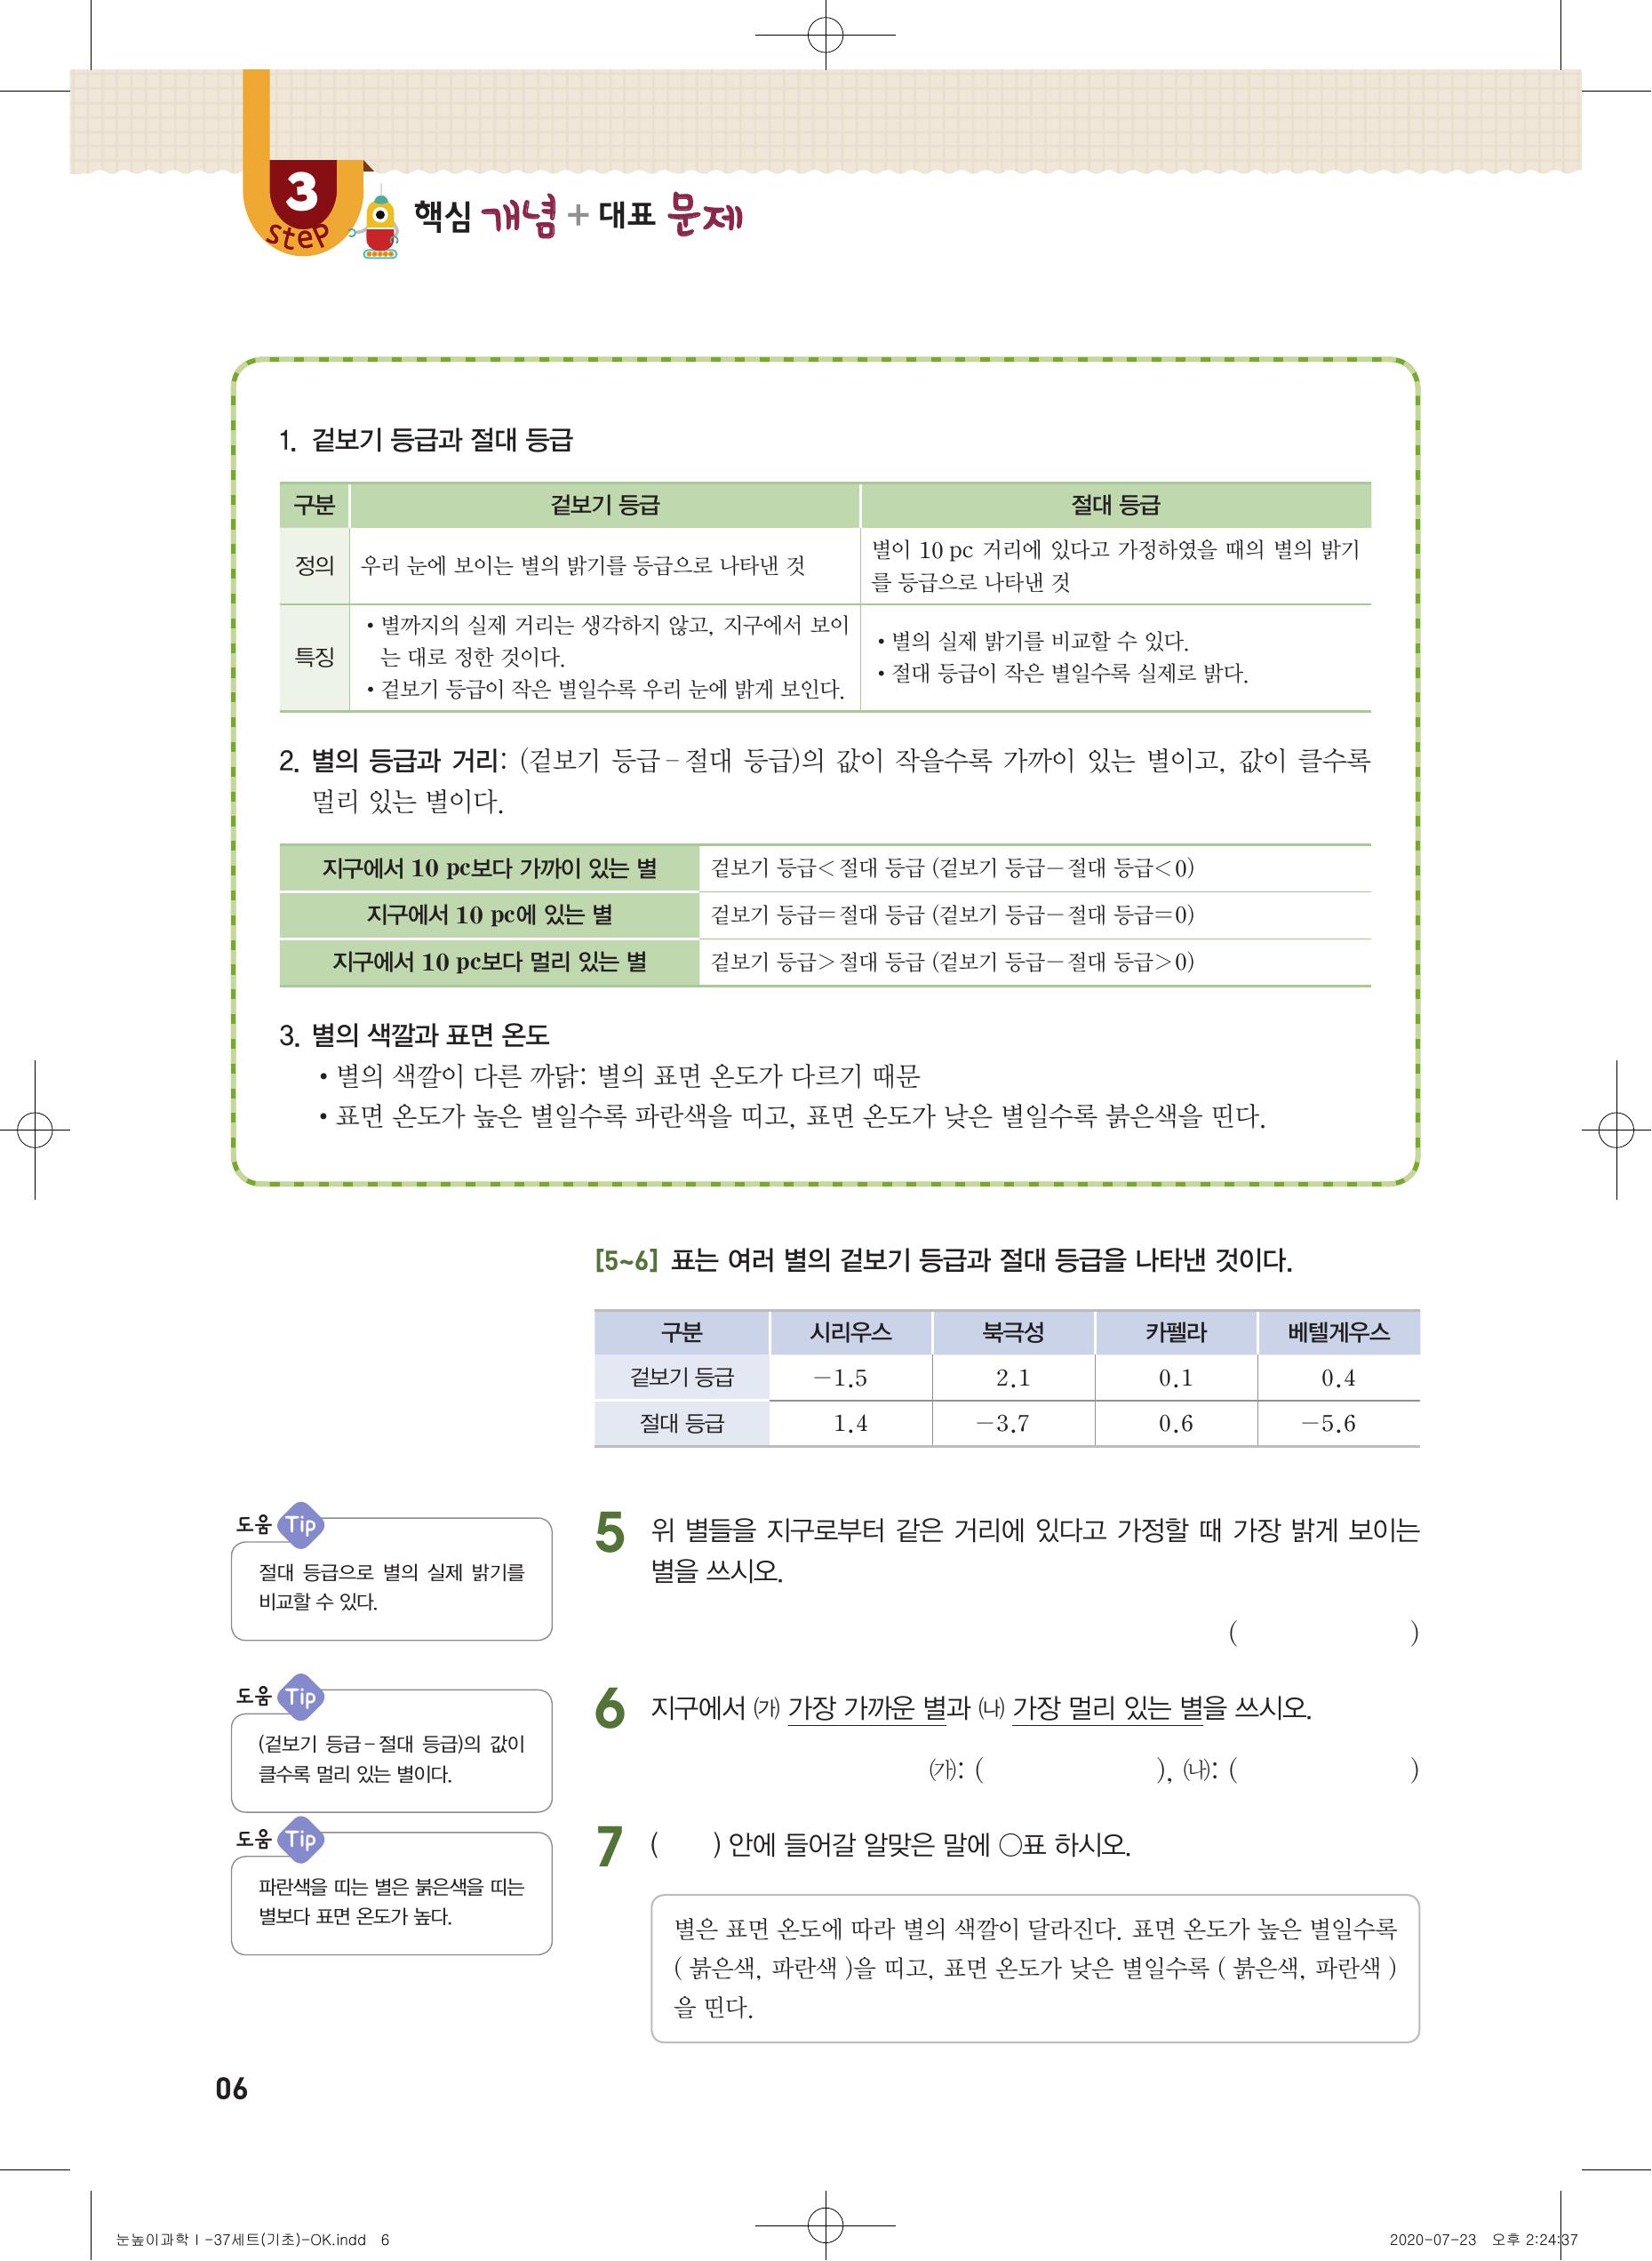 3
steP
핵심 개념 + 대표 문제
1. 겉보기 등급과 절대 등급
구분 겉보기 등급 절대 등급
정의 우리 눈에 보이는 별의 밝기를 등급으로 나타낸 것 별이 10 pc 거리에 있다고 가정하였을 때의 별의 밝기
를 등급으로 나타낸 것
특징 • 별까지의 실제 거리는 생각하지 않고, 지구에서 보이
는 대로 정한 것이다.
• 겉보기 등급이 작은 별일수록 우리 눈에 밝게 보인다.
• 별의 실제 밝기를 비교할 수 있다.
• 절대 등급이 작은 별일수록 실제로 밝다.
2. 별의 등급과 거리: (겉보기 등급－절대 등급)의 값이 작을수록 가까이 있는 별이고, 값이 클수록
멀리 있는 별이다.
지구에서 10 pc보다 가까이 있는 별 겉보기 등급<절대 등급 (겉보기 등급－절대 등급<0)
지구에서 10 pc에 있는 별 겉보기 등급=절대 등급 (겉보기 등급－절대 등급=0)
지구에서 10 pc보다 멀리 있는 별 겉보기 등급>절대 등급 (겉보기 등급－절대 등급>0)
3. 별의 색깔과 표면 온도
• 별의 색깔이 다른 까닭: 별의 표면 온도가 다르기 때문
• 표면 온도가 높은 별일수록 파란색을 띠고, 표면 온도가 낮은 별일수록 붉은색을 띤다.
[5~6] 표는 여러 별의 겉보기 등급과 절대 등급을 나타낸 것이다.
구분 시리우스 북극성 카펠라 베텔게우스
겉보기 등급 －1.5 2.1 0.1 0.4
절대 등급 1.4 －3.7 0.6 －5.6
도움 Tip
절대 등급으로 별의 실제 밝기를
비교할 수 있다.
5 위 별들을 지구로부터 같은 거리에 있다고 가정할 때 가장 밝게 보이는
별을 쓰시오.
( )
도움 Tip
(겉보기 등급－절대 등급)의 값이
클수록 멀리 있는 별이다.
6 지구에서 ㈎ 가장 가까운 별과 ㈏ 가장 멀리 있는 별을 쓰시오.
㈎: ( ), ㈏: ( )
도움 Tip
파란색을 띠는 별은 붉은색을 띠는
별보다 표면 온도가 높다.
7 ( ) 안에 들어갈 알맞은 말에 ○표 하시오.
별은 표면 온도에 따라 별의 색깔이 달라진다. 표면 온도가 높은 별일수록
( 붉은색, 파란색 )을 띠고, 표면 온도가 낮은 별일수록 ( 붉은색, 파란색 )
을 띤다.
06
눈높이과학Ⅰ-37세트(기초)-OK.indd 6
2020-07-23 오후 2:24:37